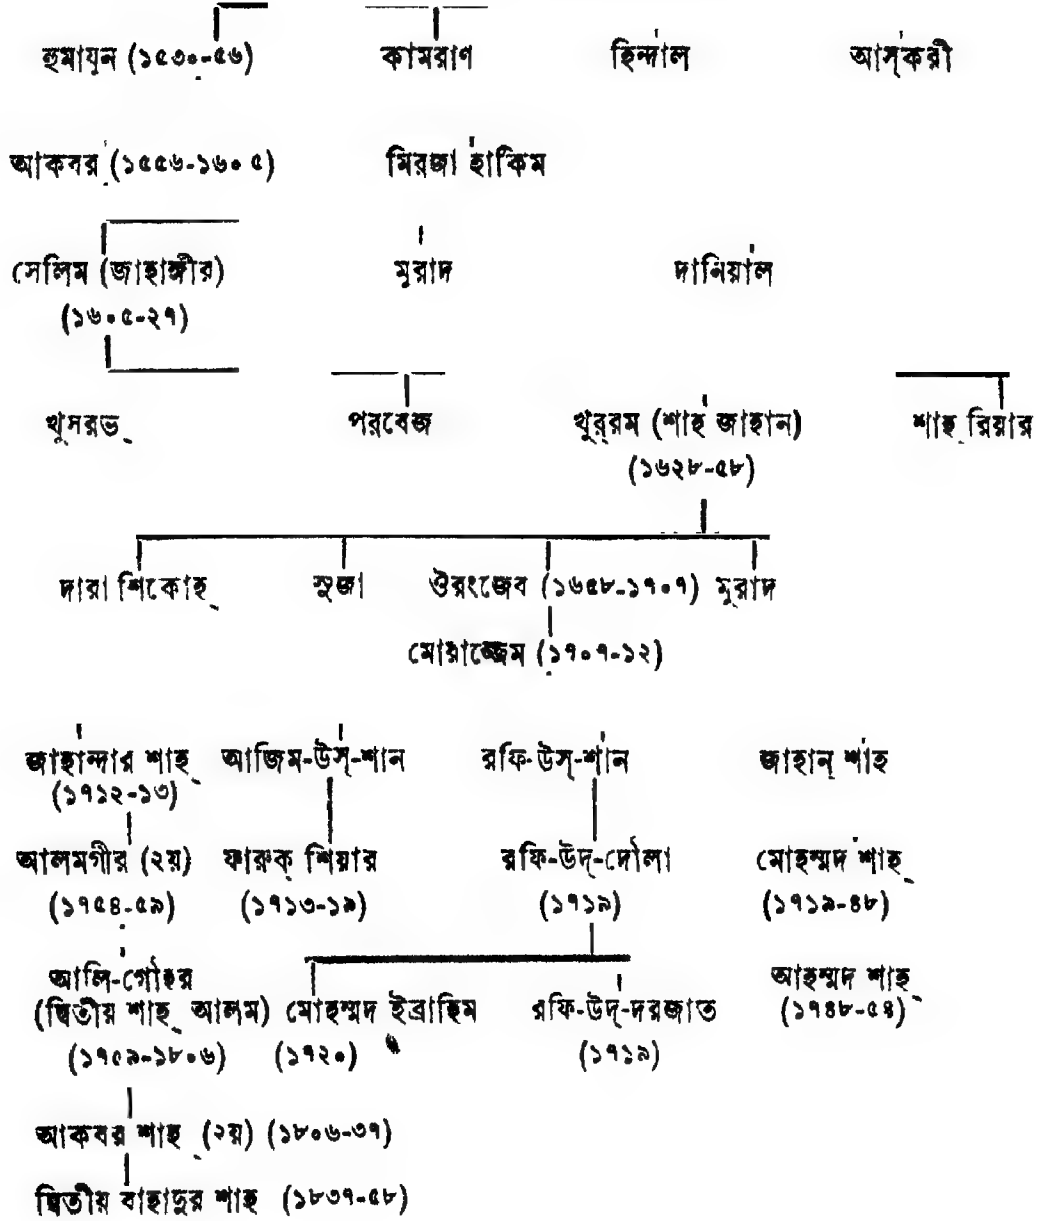 হুমায়ুন (১৫৩০-৫৬) কামরাণ হিন্দাল আস্‌করী
আকবর (১৫৫৬-১৬০৫) মিরজা হাকিম
সেলিম (জাহাঙ্গীর) মুরাদ দানিয়াল
(১৬০৫-২৭)
খুসরভ্ পর্‌বেজ খুর্‌রম (শাহ জাহান) শাহ্‌রিয়ার
(১৬২৮-৫৮)
দারা শিকোহ্ সুজা ঔরংজেব (১৬৫৮-১৭০৭) মুরাদ
মোয়াজ্জেম (১৭০৭-১২)
জাহান্দার শাহ্ আজিম-উস্-শান রফি-উস্-শান জাহান্ শাহ
(১৭১২-১৩)
আলমগীর (২য়) ফারুক্ শিয়ার রফি-উদ্-দৌলা মোহম্মদ শাহ্
(১৭৫৪-৫৯) (১৭১৩-১৯) (১৭১৯) (১৭১৯-৪৮)
আলি-গৌহর আহম্মদ শাহ্
(দ্বিতীয় শাহ্ আলম) মোহম্মদ ইব্রাহিম রফি-উদ্-দরজাত (১৭৪৮-৫৪)
(১৭৫৯-১৮০৬) (১৭২০) (১৭১৯)
আকবর শাহ্ (২য়) (১৮০৬-৩৭)
দ্বিতীয় বাহাদুর শাহ (১৮৩৭-৫৮)